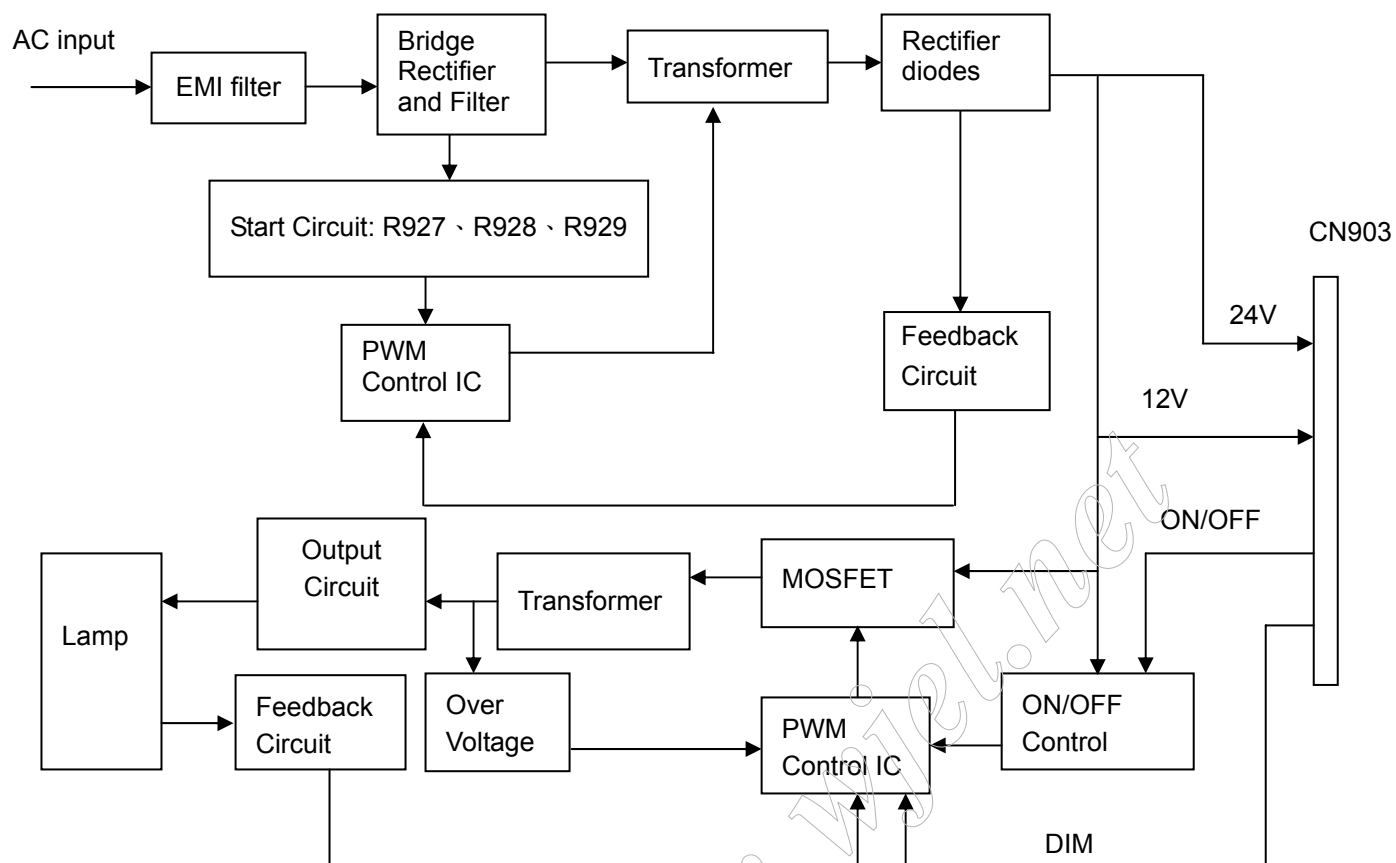 AC input
EMI filter
Bridge
Rectifier
and Filter
Transformer
Rectifier
diodes
Start Circuit: R927、R928、R929
CN903
PWM
Control IC
Feedback
Circuit
24V
12V
ON/OFF
Output
Circuit
Transformer
MOSFET
Lamp
Feedback
Circuit
Over
Voltage
PWM
Control IC
ON/OFF
Control
DIM
wjel.net